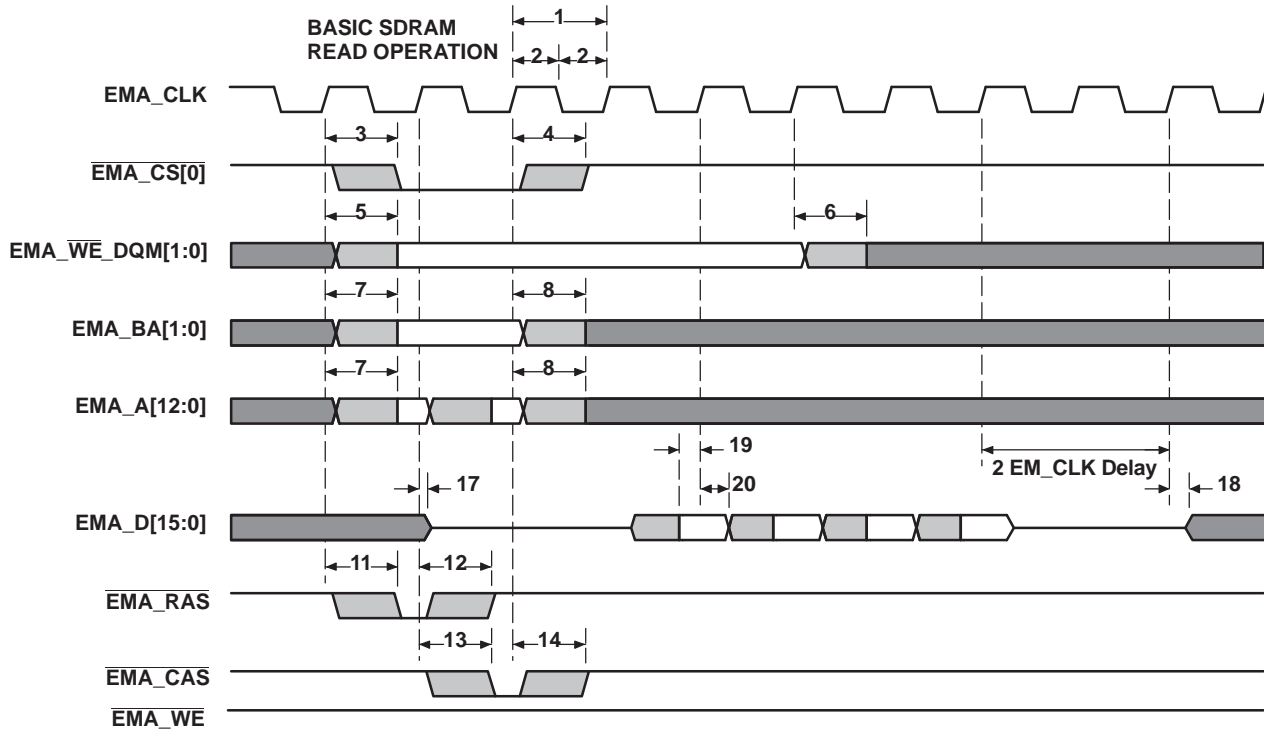 1
BASIC SDRAM
READ OPERATION
2 2
EMA_CLK
3 4
EMA_CS[0]
5 6
EMA_WE_DQM[1:0]
7 8
EMA_BA[1:0]
7 8
EMA_A[12:0]
19
2 EM_CLK Delay
17 20 18
EMA_D[15:0]
11 12
EMA_RAS
13 14
EMA_CAS
EMA_WE